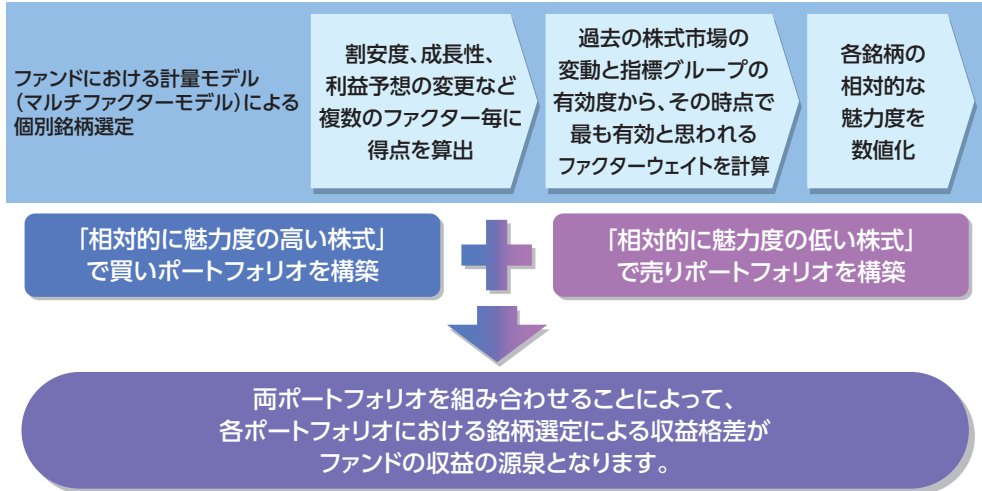 ファンドにおける計量モデル
（マルチファクターモデル）による
個別銘柄選定
割安度、成長性、
利益予想の変更など
複数のファクター毎に
得点を算出
過去の株式市場の
変動と指標グループの
有効度から、その時点で
最も有効と思われる
ファクターウェイトを計算
各銘柄の
相対的な
魅力度を
数値化
「相対的に魅力度の高い株式」
で買いポートフォリオを構築
「相対的に魅力度の低い株式」
で売りポートフォリオを構築
両ポートフォリオを組み合わせることによって、
各ポートフォリオにおける銘柄選定による収益格差が
ファンドの収益の源泉となります。